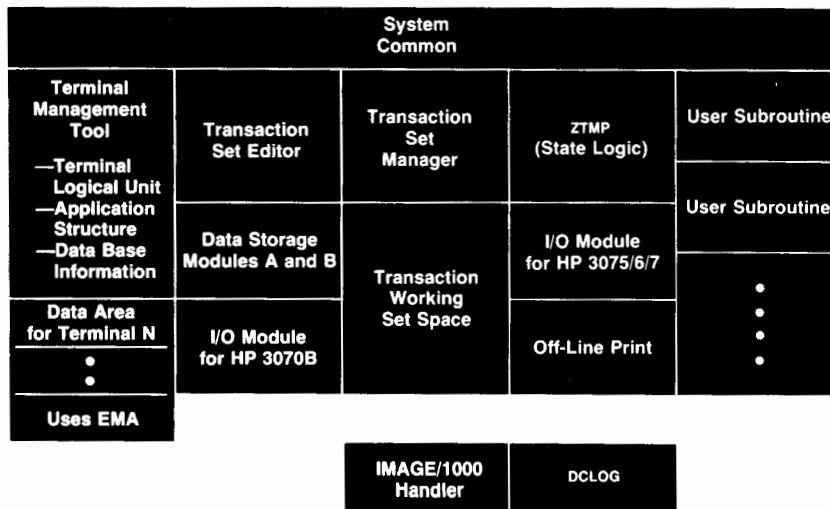 System
Common
Terminal
Management
Tool
—Terminal
Logical Unit
—Application
Structure
—Data Base
Information
Data Area
for Terminal N
•
•
Uses EMA
Transaction
Set Editor
Data Storage
Modules A and B
I/O Module
for HP 3070B
Transaction
Set
Manager
Transaction
Working
Set Space
ZTMP
(State Logic)
I/O Module
for HP 3075/6/7
Off-Line Print
User Subroutine
User Subroutine
•
•
•
•
IMAGE/1000
Handler
DCLOG